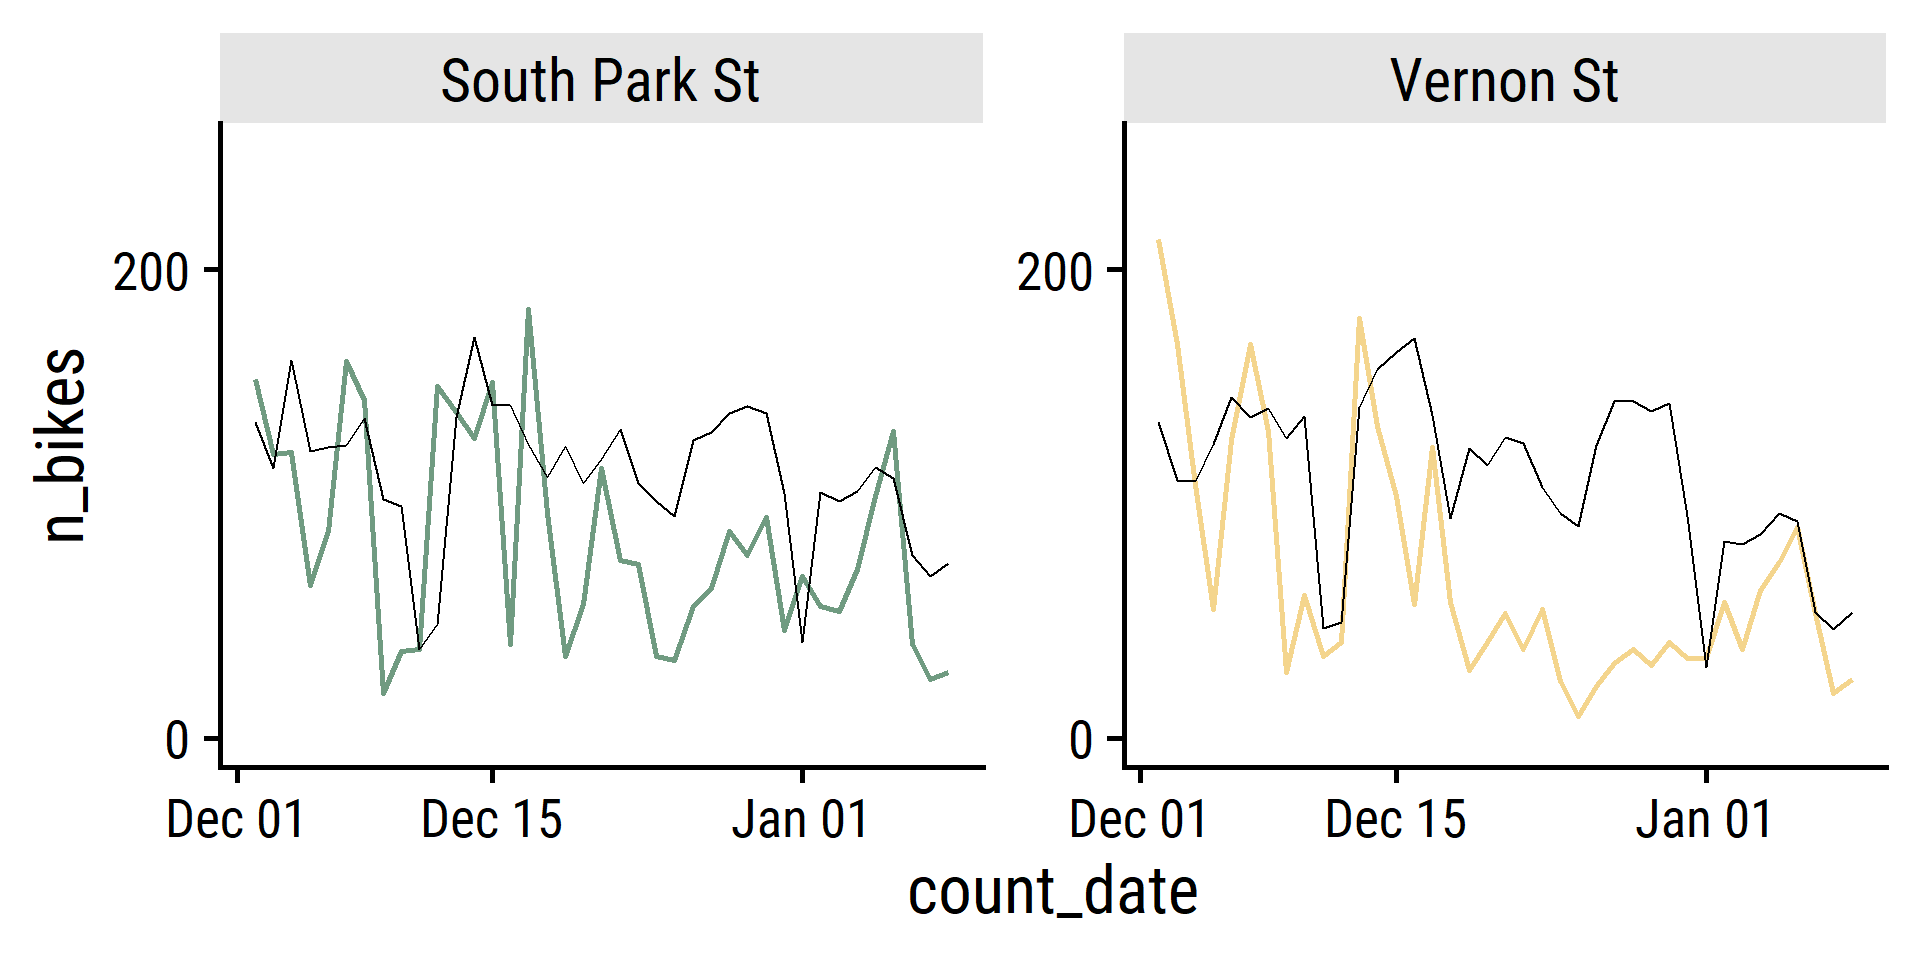 South Park St
Vernon St
n_bikes
200
0
200
0
Dec 01
Dec 15
Jan 01
Dec 01
Dec 15
Jan 01
count_date